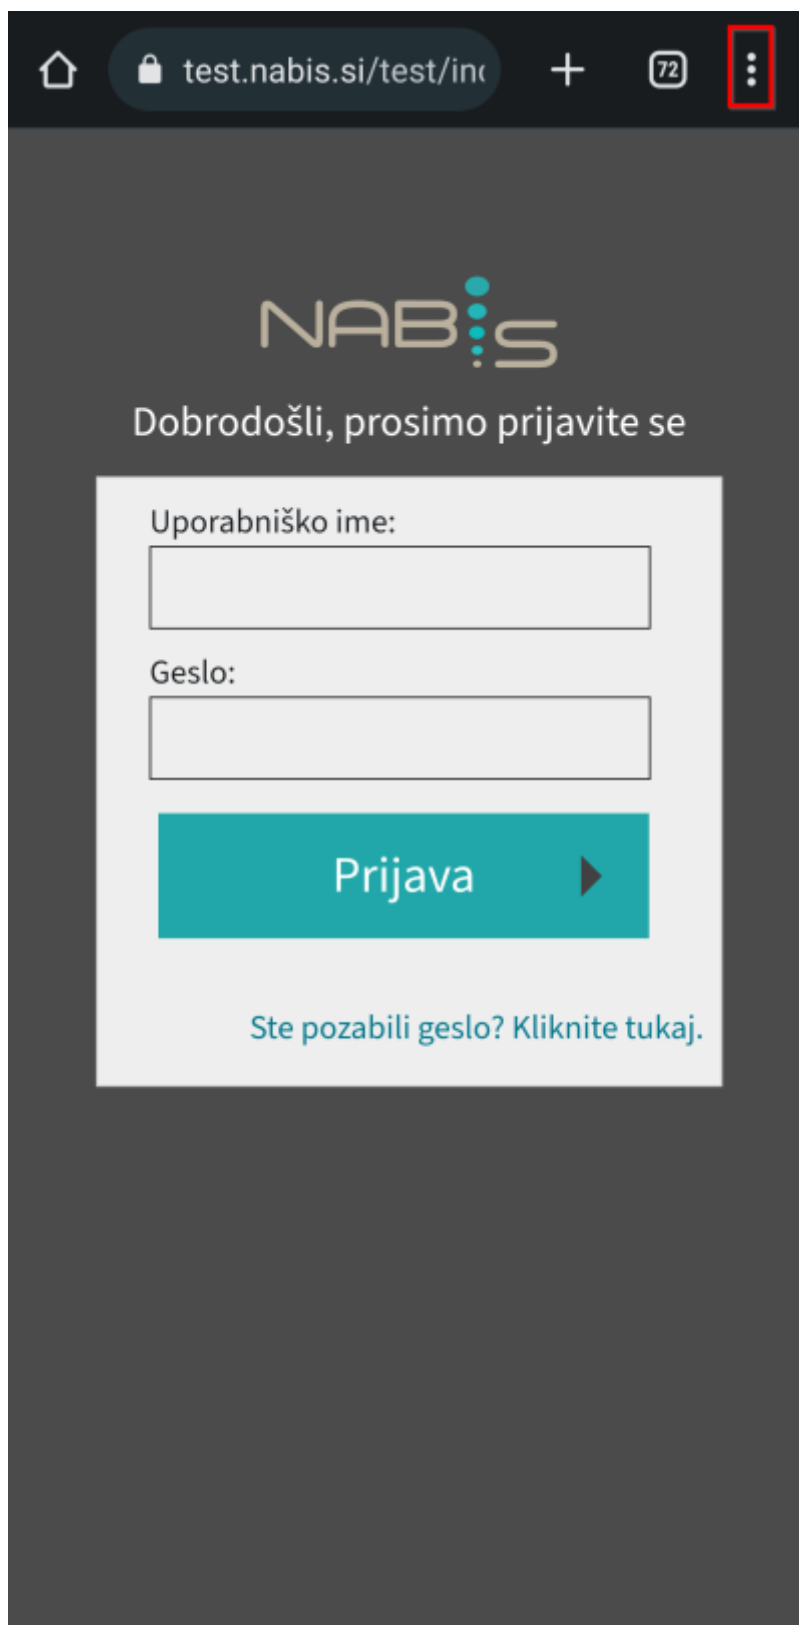 test.nabis.si/test/in
72
NABiS
Dobrodošli, prosimo prijavite se
Uporabniško ime:
Geslo:
Prijava
Ste pozabili geslo? Kliknite tukaj.